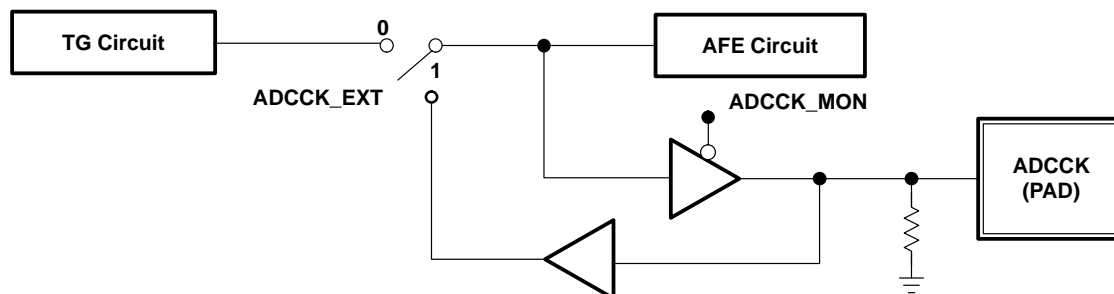 TG Circuit
0
AFE Circuit
1
ADCCK_EXT
ADCCK_MON
ADCCK
(PAD)